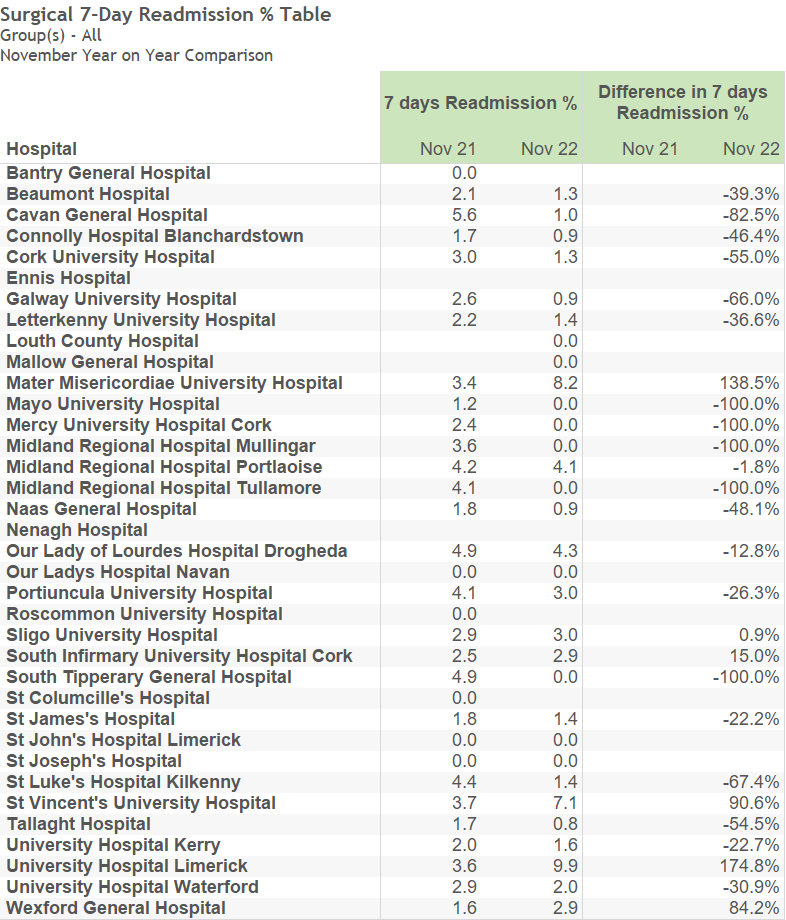 Surgical 7-Day Readmission % Table
Group(s) - All
November Year on Year Comparison
7 days Readmission % Difference in 7 days Readmission %
Hospital Nov 21 Nov 22 Nov 21 Nov 22
Bantry General Hospital 0.0
Beaumont Hospital 2.1 1.3 -39.3%
Cavan General Hospital 5.6 1.0 -82.5%
Connolly Hospital Blanchardstown 1.7 0.9 -46.4%
Cork University Hospital 3.0 1.3 -55.0%
Ennis Hospital
Galway University Hospital 2.6 0.9 -66.0%
Letterkenny University Hospital 2.2 1.4 -36.6%
Louth County Hospital 0.0
Mallow General Hospital 0.0
Mater Misericordiae University Hospital 3.4 8.2 138.5%
Mayo University Hospital 1.2 0.0 -100.0%
Mercy University Hospital Cork 2.4 0.0 -100.0%
Midland Regional Hospital Mullingar 3.6 0.0 -100.0%
Midland Regional Hospital Portlaoise 4.2 4.1 -1.8%
Midland Regional Hospital Tullamore 4.1 0.0 -100.0%
Naas General Hospital 1.8 0.9 -48.1%
Nenagh Hospital
Our Lady of Lourdes Hospital Drogheda 4.9 4.3 -12.8%
Our Ladys Hospital Navan 0.0 0.0
Portiuncula University Hospital 4.1 3.0 -26.3%
Roscommon University Hospital 0.0
Sligo University Hospital 2.9 3.0 0.9%
South Infirmary University Hospital Cork 2.5 2.9 15.0%
South Tipperary General Hospital 4.9 0.0 -100.0%
St Columcille's Hospital 0.0
St James's Hospital 1.8 1.4 -22.2%
St John's Hospital Limerick 0.0 0.0
St Joseph's Hospital 0.0 0.0
St Luke's Hospital Kilkenny 4.4 1.4 -67.4%
St Vincent's University Hospital 3.7 7.1 90.6%
Tallaght Hospital 1.7 0.8 -54.5%
University Hospital Kerry 2.0 1.6 -22.7%
University Hospital Limerick 3.6 9.9 174.8%
University Hospital Waterford 2.9 2.0 -30.9%
Wexford General Hospital 1.6 2.9 84.2%